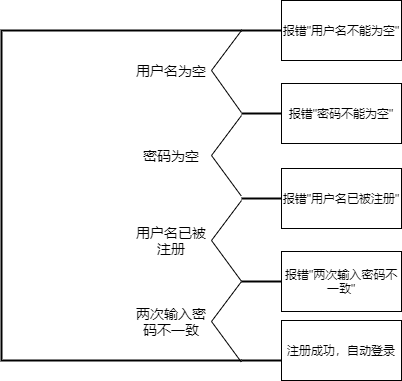 报错"用户名不能为空"
用户名为空
报错"密码不能为空"
密码为空
报错"用户名已被注册"
用户名已被
注册
报错"两次输入密码不
一致"
两次输入密
码不一致
注册成功，自动登录